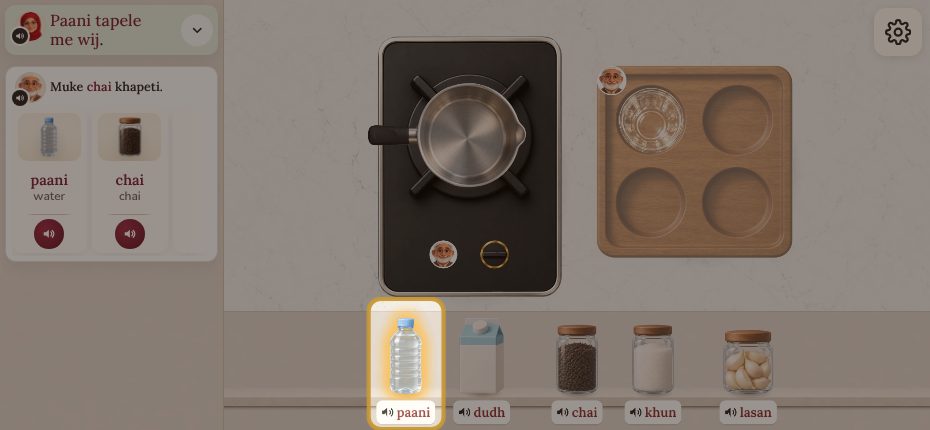 Paani tapele
me wij.
Muke chai khapeti.
paani
water
chai
chai
paani
dudh
chai
khun
lasan